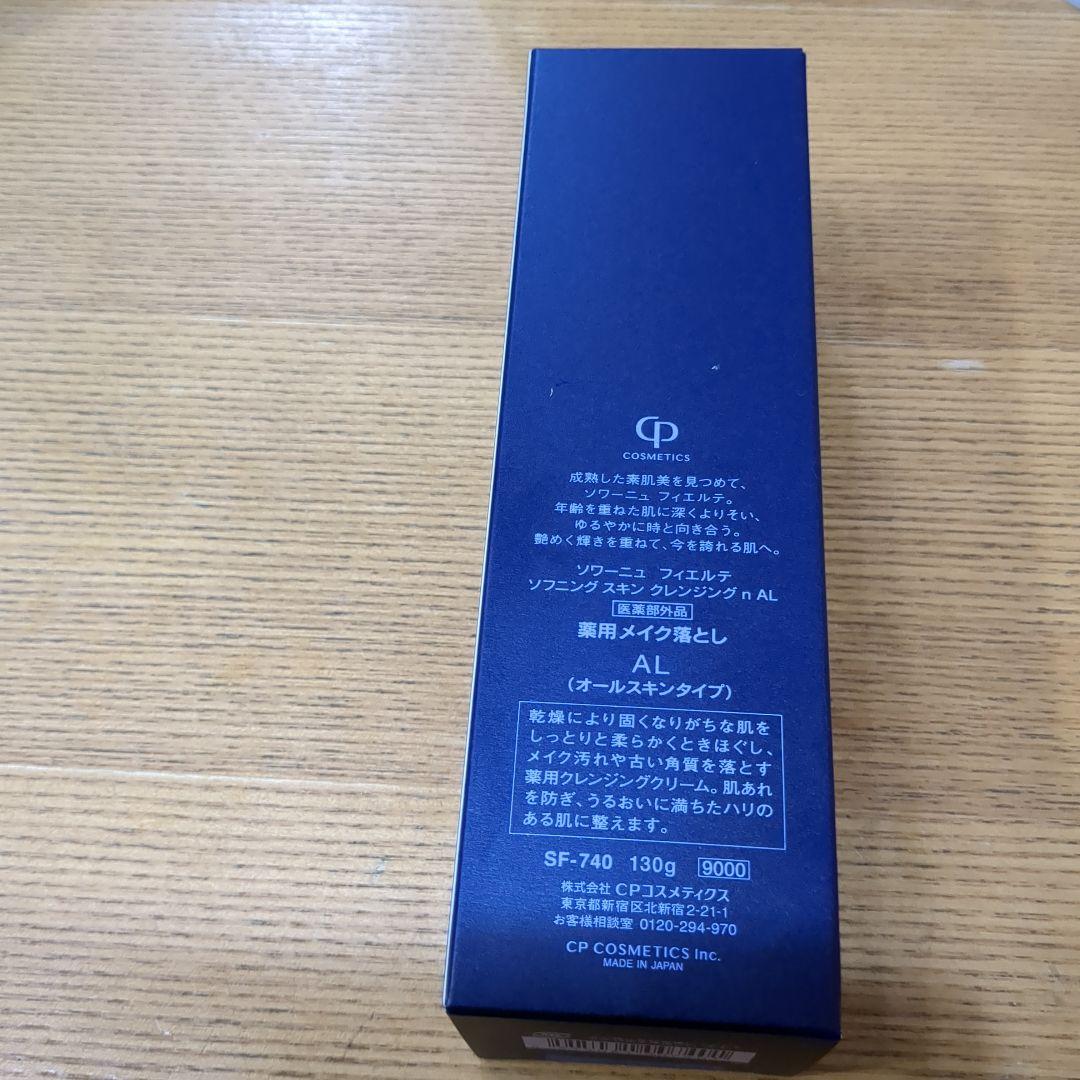 CP
COSMETICS
成熟した素肌美を見つめて、
ソワーニュ フィエルテ。
年齢を重ねた肌に深くよりそい、
ゆるやかに時と向き合う。
艶めく輝きを重ねて、今を誇れる肌へ。
ソワーニュ フィエルテ
ソフニング スキン クレンジング n AL
医薬部外品
薬用メイク落とし
AL
(オールスキンタイプ)
乾燥により固くなりがちな肌を
しっとりと柔らかくときほぐし、
メイク汚れや古い角質を落とす
薬用クレンジングクリーム。肌あれ
を防ぎ、うるおいに満ちたハリの
ある肌に整えます。
SF-740 130g 9000
株式会社 CPコスメティクス
東京都新宿区北新宿2-21-1
お客様相談室 0120-294-970
CP COSMETICS Inc.
MADE IN JAPAN